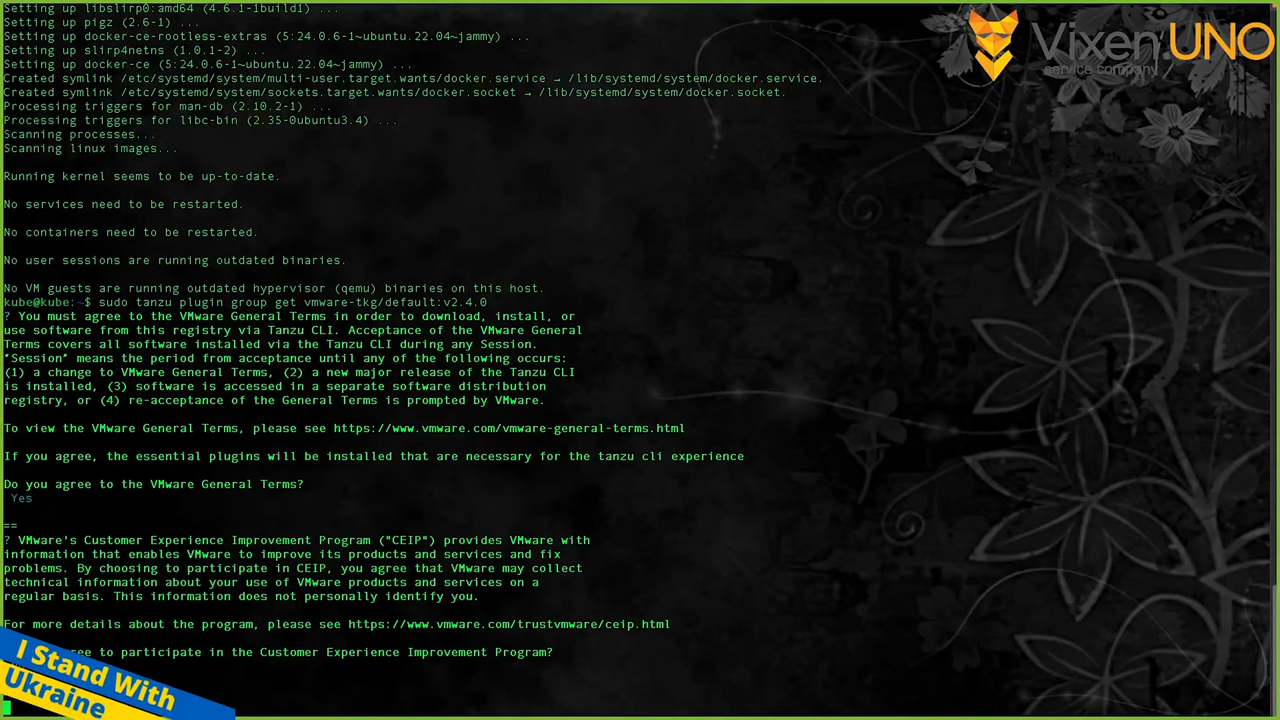 Setting up libslirp0:amd64 (4.6.1-1build1) ...
Setting up pigz (2.6-1) ...
Setting up docker-ce-rootless-extras (5:24.0.6-1~ubuntu.22.04~jammy) ...
Setting up slirp4netns (1.0.1-2) ...
Setting up docker-ce (5:24.0.6-1~ubuntu.22.04~jammy) ...
Created symlink /etc/systemd/system/multi-user.target.wants/docker.service → /lib/systemd/system/docker.service.
Created symlink /etc/systemd/system/sockets.target.wants/docker.socket → /lib/systemd/system/docker.socket.
Processing triggers for man-db (2.10.2-1) ...
Processing triggers for libc-bin (2.35-0ubuntu3.4) ...
Scanning processes...
Scanning linux images...
Running kernel seems to be up-to-date.
No services need to be restarted.
No containers need to be restarted.
No user sessions are running outdated binaries.
No VM guests are running outdated hypervisor (qemu) binaries on this host.
kube@kube:~$ sudo tanzu plugin group get vmware-tkg/default:v2.4.0
? You must agree to the VMware General Terms in order to download, install, or
use software from this registry via Tanzu CLI. Acceptance of the VMware General
Terms covers all software installed via the Tanzu CLI during any Session.
“Session” means the period from acceptance until any of the following occurs:
(1) a change to VMware General Terms, (2) a new major release of the Tanzu CLI
is installed, (3) software is accessed in a separate software distribution
registry, or (4) re-acceptance of the General Terms is prompted by VMware.
To view the VMware General Terms, please see https://www.vmware.com/vmware-general-terms.html
If you agree, the essential plugins will be installed that are necessary for the tanzu cli experience
Do you agree to the VMware General Terms?
Yes
==
? VMware's Customer Experience Improvement Program ("CEIP") provides VMware with
information that enables VMware to improve its products and services and fix
problems. By choosing to participate in CEIP, you agree that VMware may collect
technical information about your use of VMware products and services on a
regular basis. This information does not personally identify you.
For more details about the program, please see https://www.vmware.com/trustvmware/ceip.html
ee to participate in the Customer Experience Improvement Program?
Vixen UNO
service company
I Stand With
Ukraine